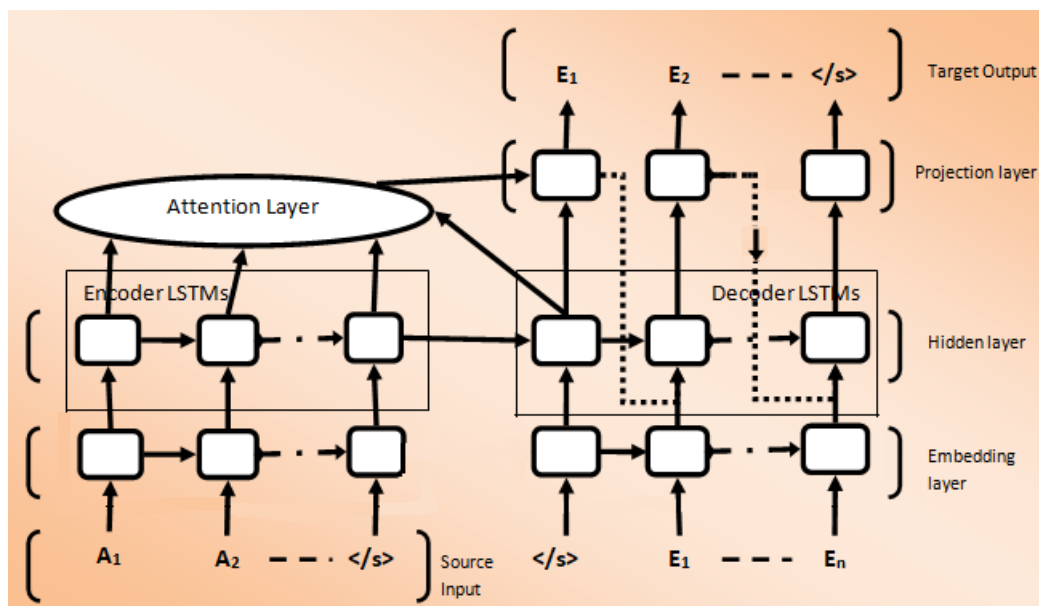 E₁ E₂ </s> Target Output
Projection layer
Attention Layer
Encoder LSTMs Decoder LSTMs
Hidden layer
Embedding
layer
A₁ A₂ </s> Source
Input
</s> E₁ Eₙ